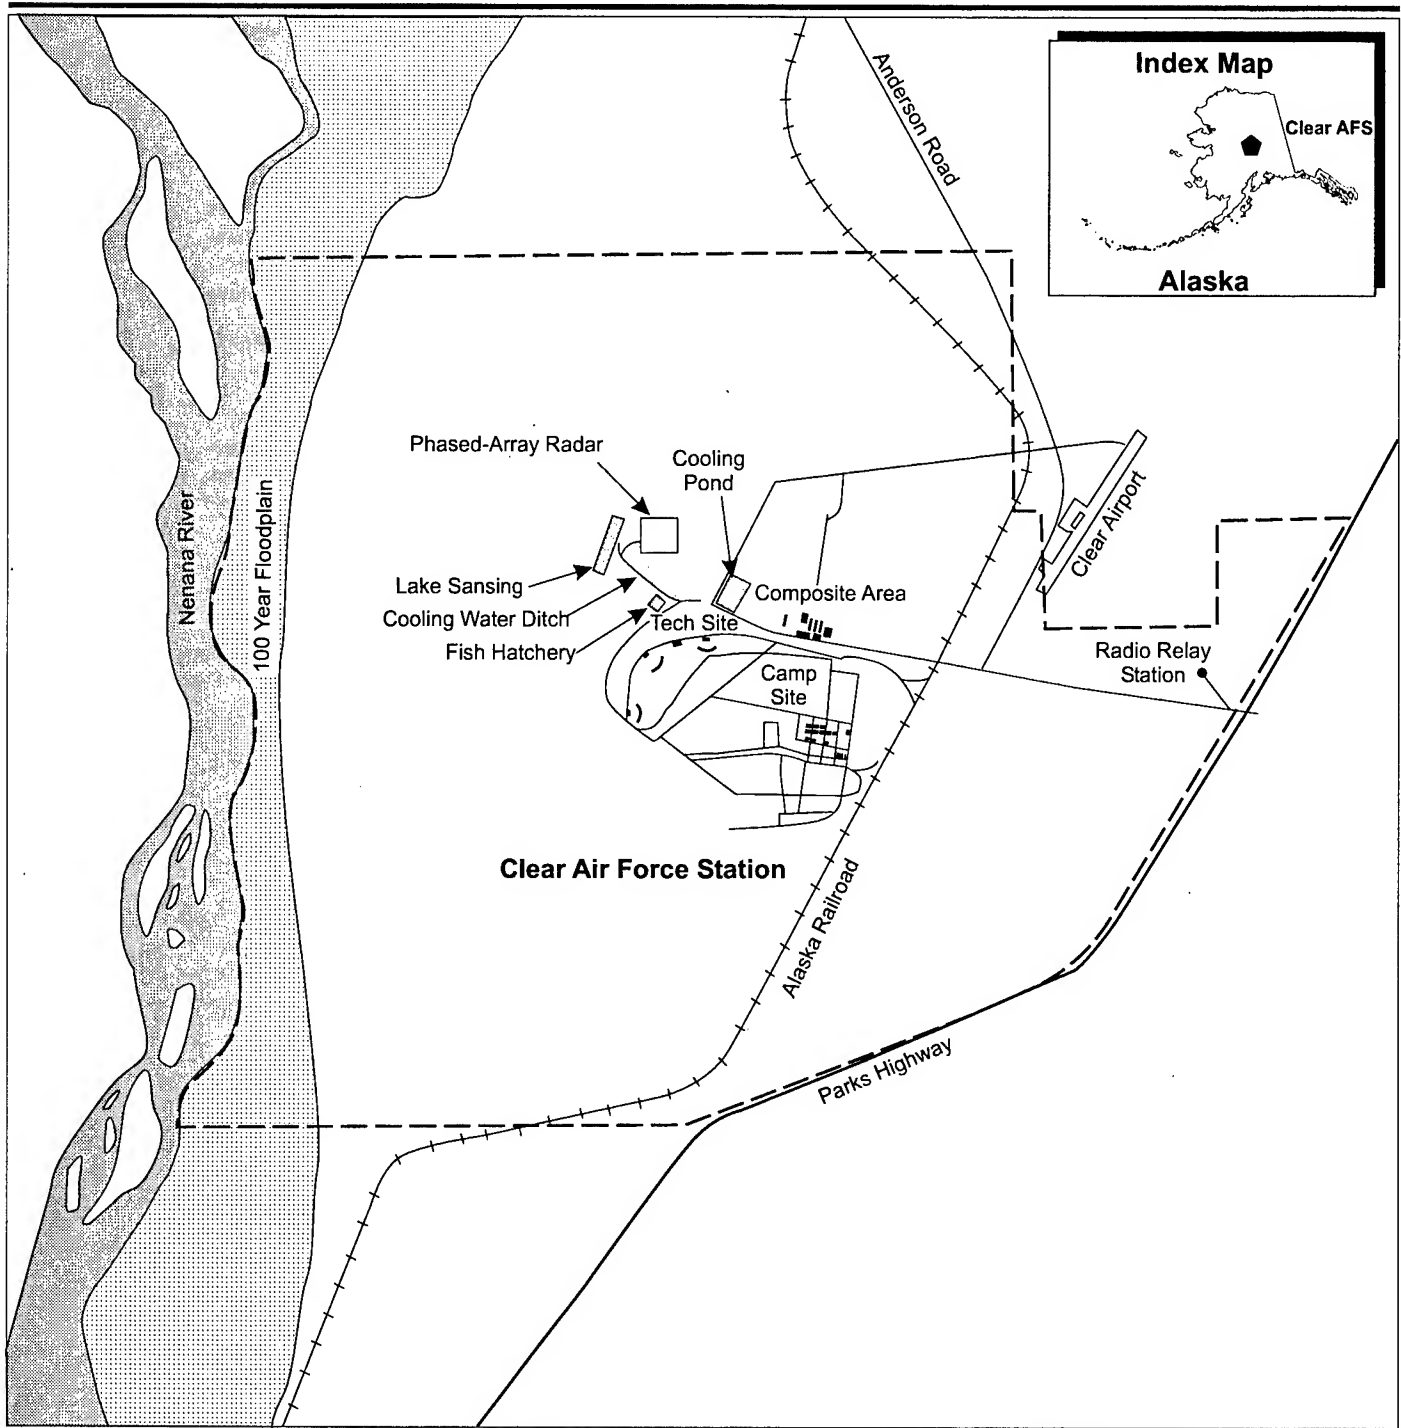 Index Map
Clear AFS
Alaska
Anderson Road
Phased-Array Radar
Cooling
Pond
Nenana River
100 Year Floodplain
Clear Airport
Lake Sansing
Composite Area
Cooling Water Ditch
Tech Site
Fish Hatchery
Radio Relay
Station
Camp
Site
Clear Air Force Station
Alaska Railroad
Parks Highway